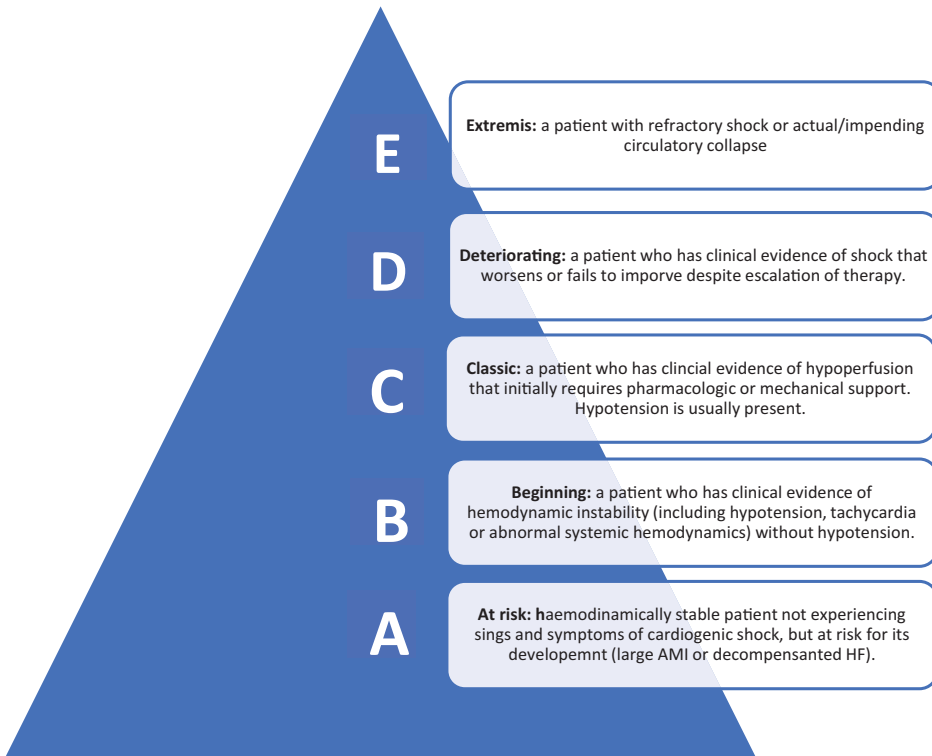 E
Extremis: a patient with refractory shock or actual/impending
circulatory collapse
D
Deteriorating: a patient who has clinical evidence of shock that
worsens or fails to imporve despite escalation of therapy.
C
Classic: a patient who has clincial evidence of hypoperfusion
that initially requires pharmacologic or mechanical support.
Hypotension is usually present.
B
Beginning: a patient who has clinical evidence of
hemodynamic instability (including hypotension, tachycardia
or abnormal systemic hemodynamics) without hypotension.
A
At risk: haemodinamically stable patient not experiencing
sings and symptoms of cardiogenic shock, but at risk for its
developemnt (large AMI or decompensanted HF).